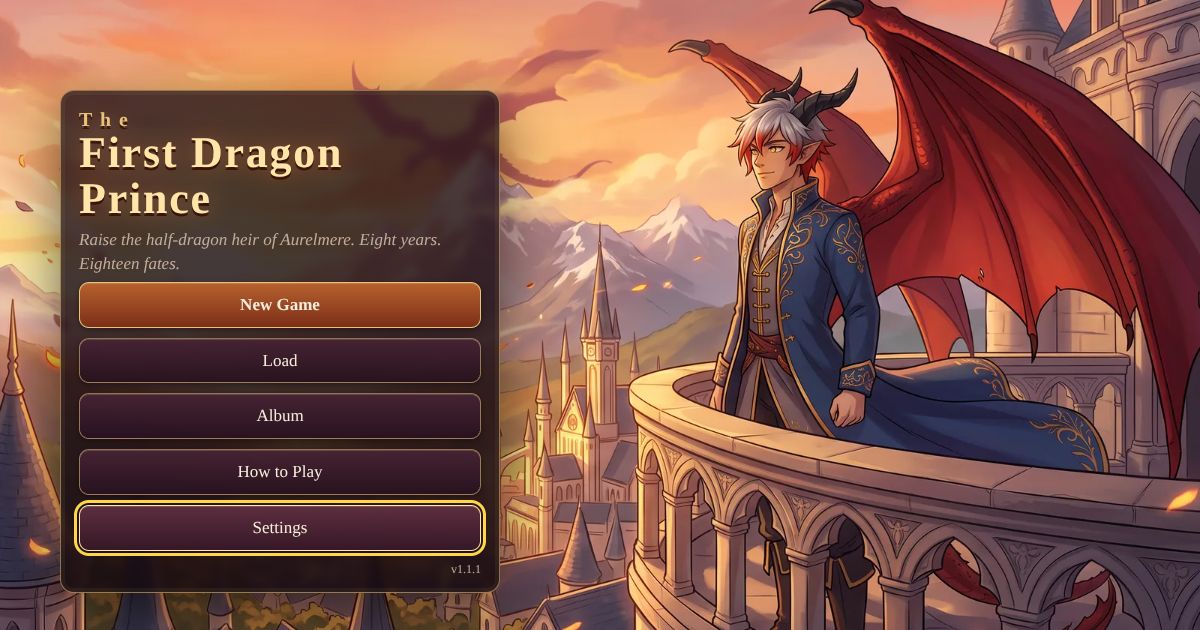 The
First Dragon
Prince
Raise the half-dragon heir of Aurelmere. Eight years.
Eighteen fates.
New Game
Load
Album
How to Play
Settings
v1.1.1